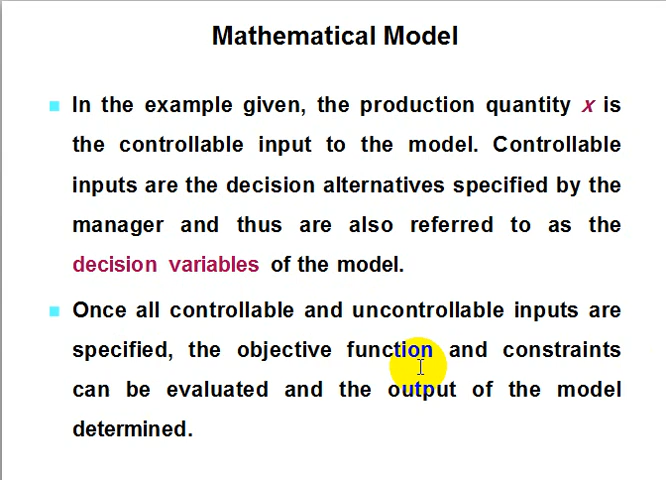 Mathematical Model
In the example given, the production quantity x is
the controllable input to the model. Controllable
inputs are the decision alternatives specified by the
manager and thus are also referred to as the
decision variables of the model.
Once all controllable and uncontrollable inputs are
specified, the objective function and constraints
can be evaluated and the output of the model
determined.